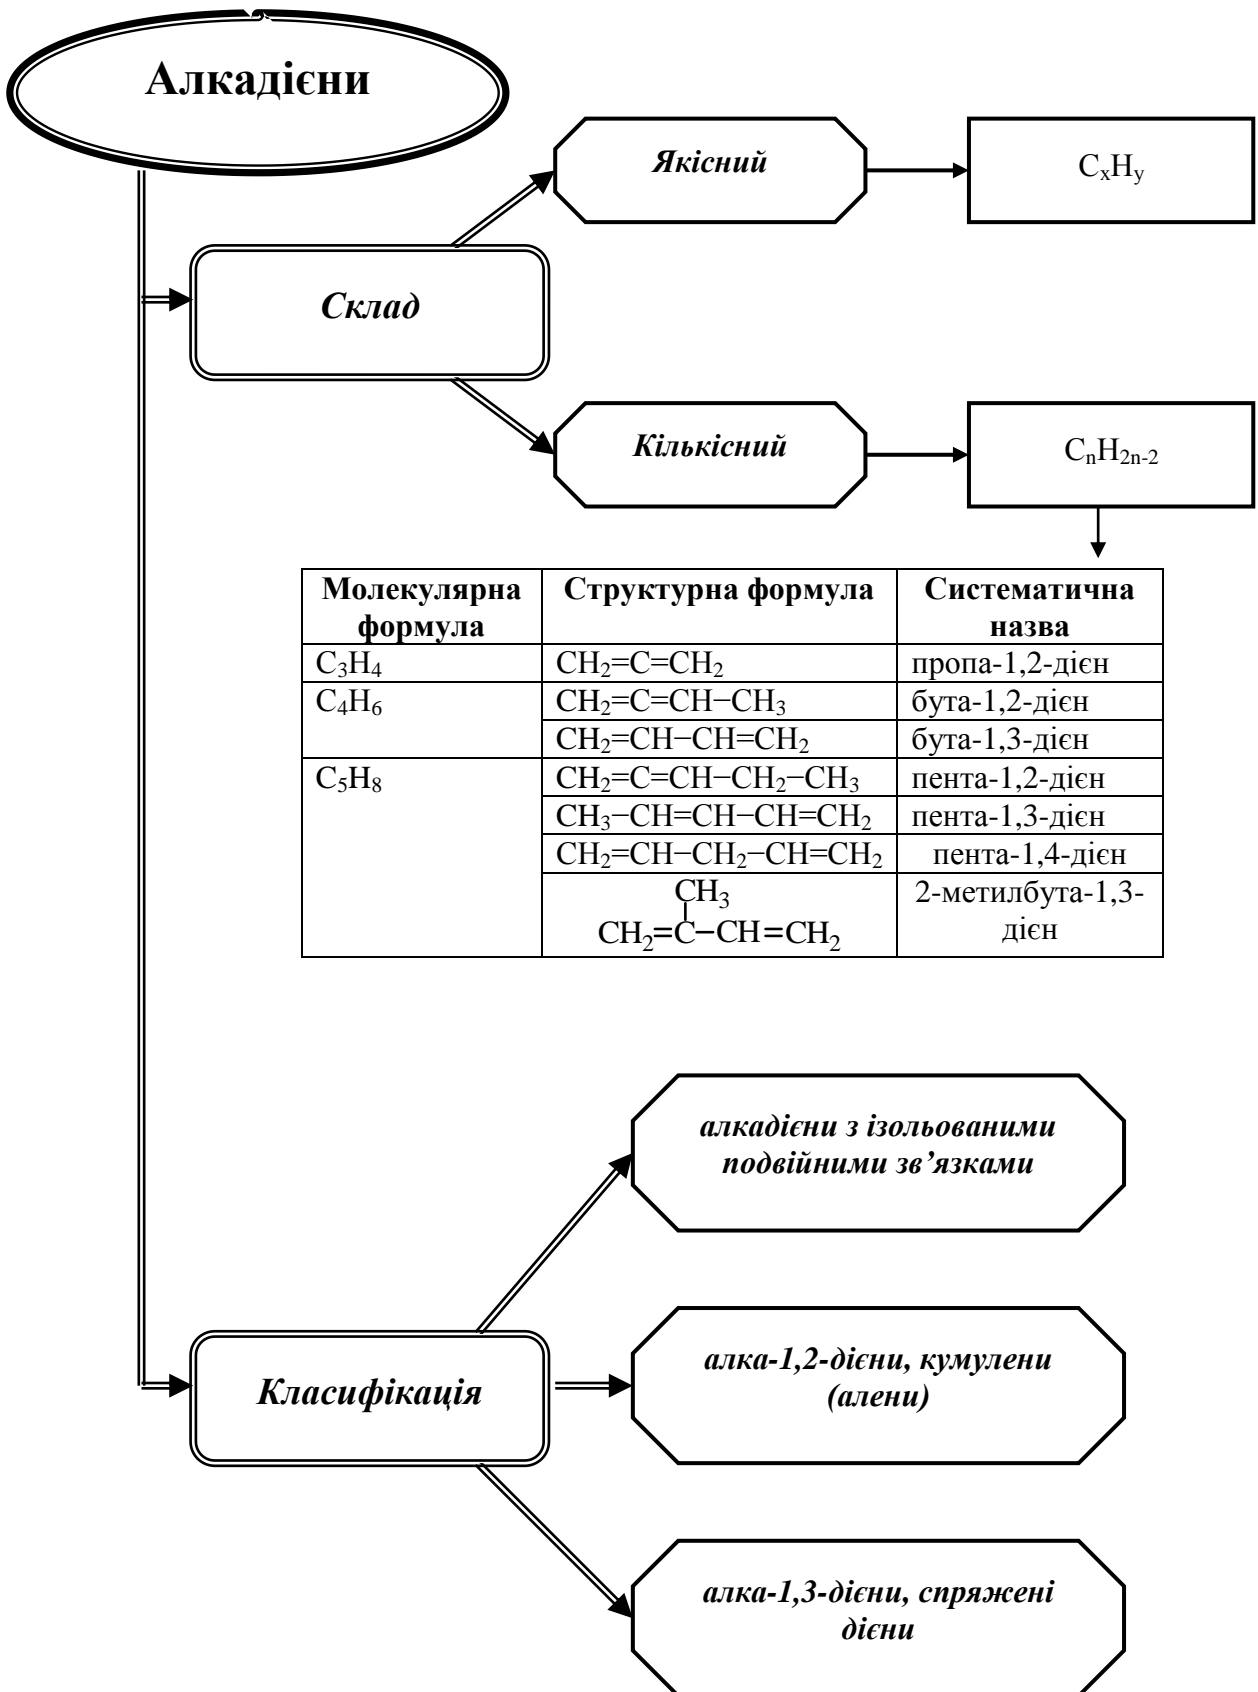 Алкадієни
Якісний
CₓHᵧ
Склад
Кількісний
CₙH₂ₙ₋₂
Молекулярна формула
Структурна формула
Систематична назва
C₃H₄
CH₂=C=CH₂
пропа-1,2-дієн
C₄H₆
CH₂=C=CH−CH₃
бута-1,2-дієн
CH₂=CH−CH=CH₂
бута-1,3-дієн
C₅H₈
CH₂=C=CH−CH₂−CH₃
пента-1,2-дієн
CH₃−CH=CH−CH=CH₂
пента-1,3-дієн
CH₂=CH−CH₂−CH=CH₂
пента-1,4-дієн
CH₃
CH₂=C−CH=CH₂
2-метилбута-1,3-
дієн
алкадієни з ізольованими
подвійними зв’язками
Класифікація
алка-1,2-дієни, кумулени
(алени)
алка-1,3-дієни, спряжені
дієни